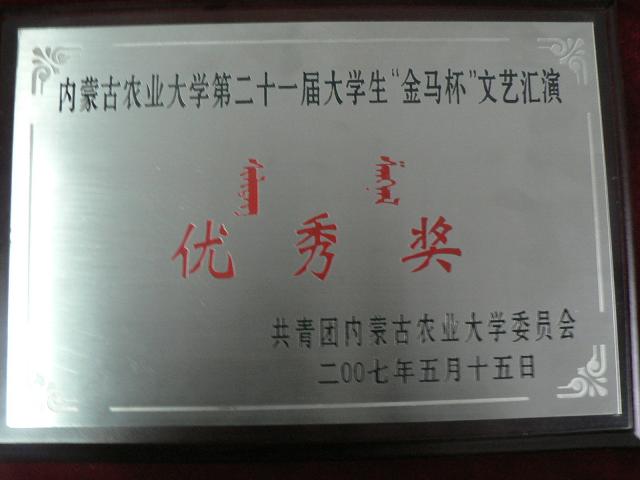 内蒙古农业大学第二十一届大学生“金马杯”文艺汇演
优秀奖
共青团内蒙古农业大学委员会
二00七年五月十五日